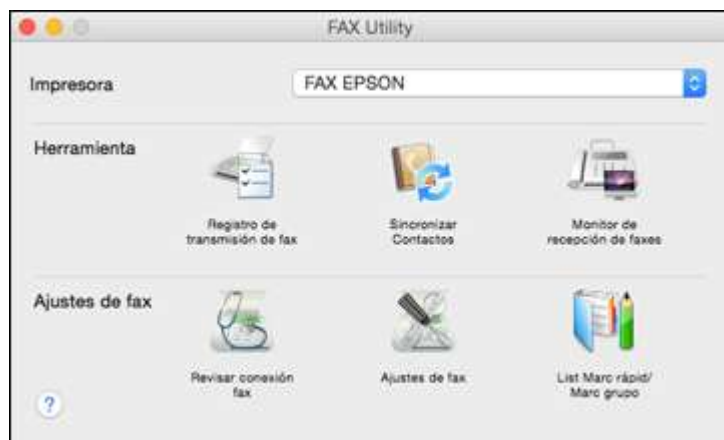 FAX Utility
Impresora
FAX EPSON
Herramienta
Registro de
transmisión de fax
Sincronizar
Contactos
Monitor de
recepción de faxes
Ajustes de fax
Revisar conexión
fax
Ajustes de fax
List Marc rápid/
Marc grupo
?